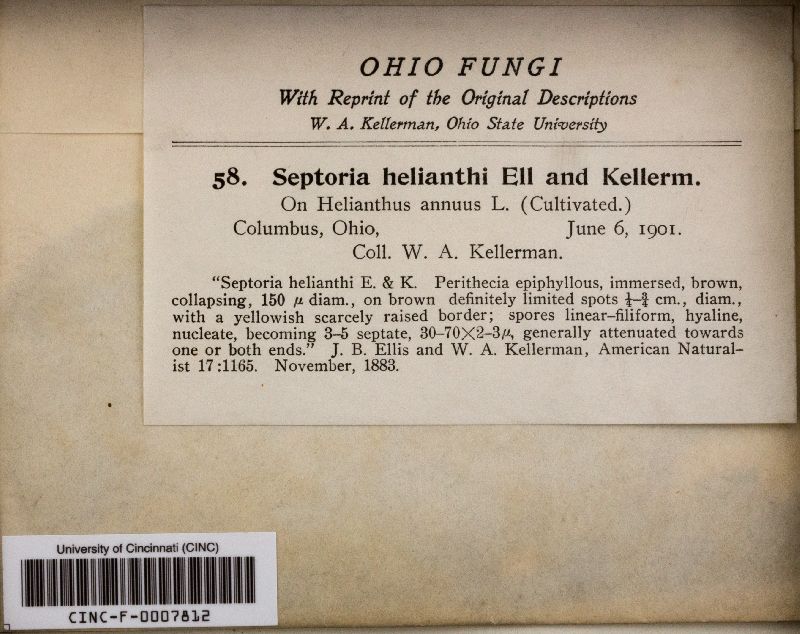 OHIO FUNGI
With Reprint of the Original Descriptions
W. A. Kellerman, Ohio State University
58. Septoria helianthi Ell and Kellerm.
On Helianthus annuus L. (Cultivated.)
Columbus, Ohio, June 6, 1901.
Coll. W. A. Kellerman.
"Septoria helianthi E. & K. Perithecia epiphyllous, immersed, brown,
collapsing, 150 μ diam., on brown definitely limited spots ¼–¾ cm., diam.,
with a yellowish scarcely raised border; spores linear-filiform, hyaline,
nucleate, becoming 3–5 septate, 30–70×2–3μ, generally attenuated towards
one or both ends." J. B. Ellis and W. A. Kellerman, American Natural-
ist 17:1165. November, 1883.
University of Cincinnati (CINC)
CINC-F-0007812